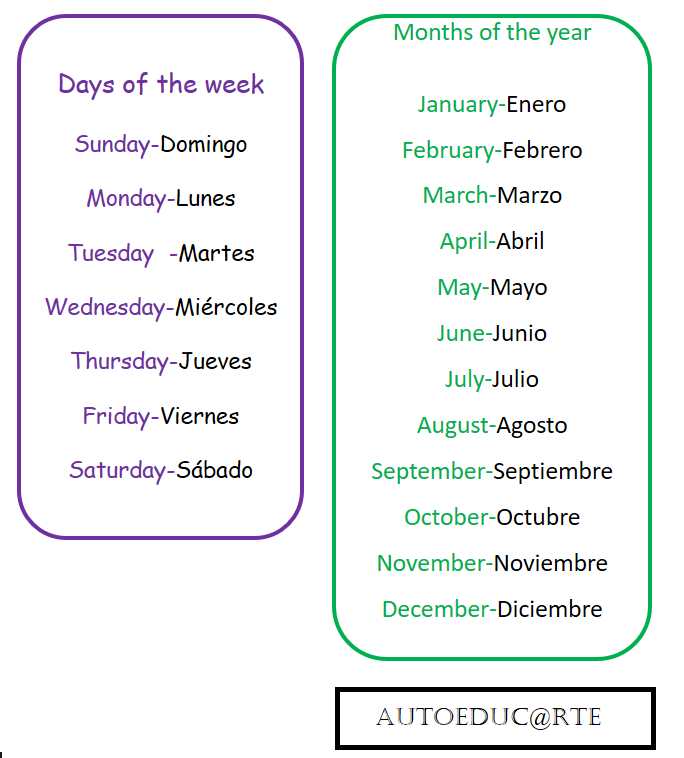 Days of the week
Sunday-Domingo
Monday-Lunes
Tuesday  -Martes
Wednesday-Miércoles
Thursday-Jueves
Friday-Viernes
Saturday-Sábado
Months of the year
January-Enero
February-Febrero
March-Marzo
April-Abril
May-Mayo
June-Junio
July-Julio
August-Agosto
September-Septiembre
October-Octubre
November-Noviembre
December-Diciembre
AUTOEDUC@RTE